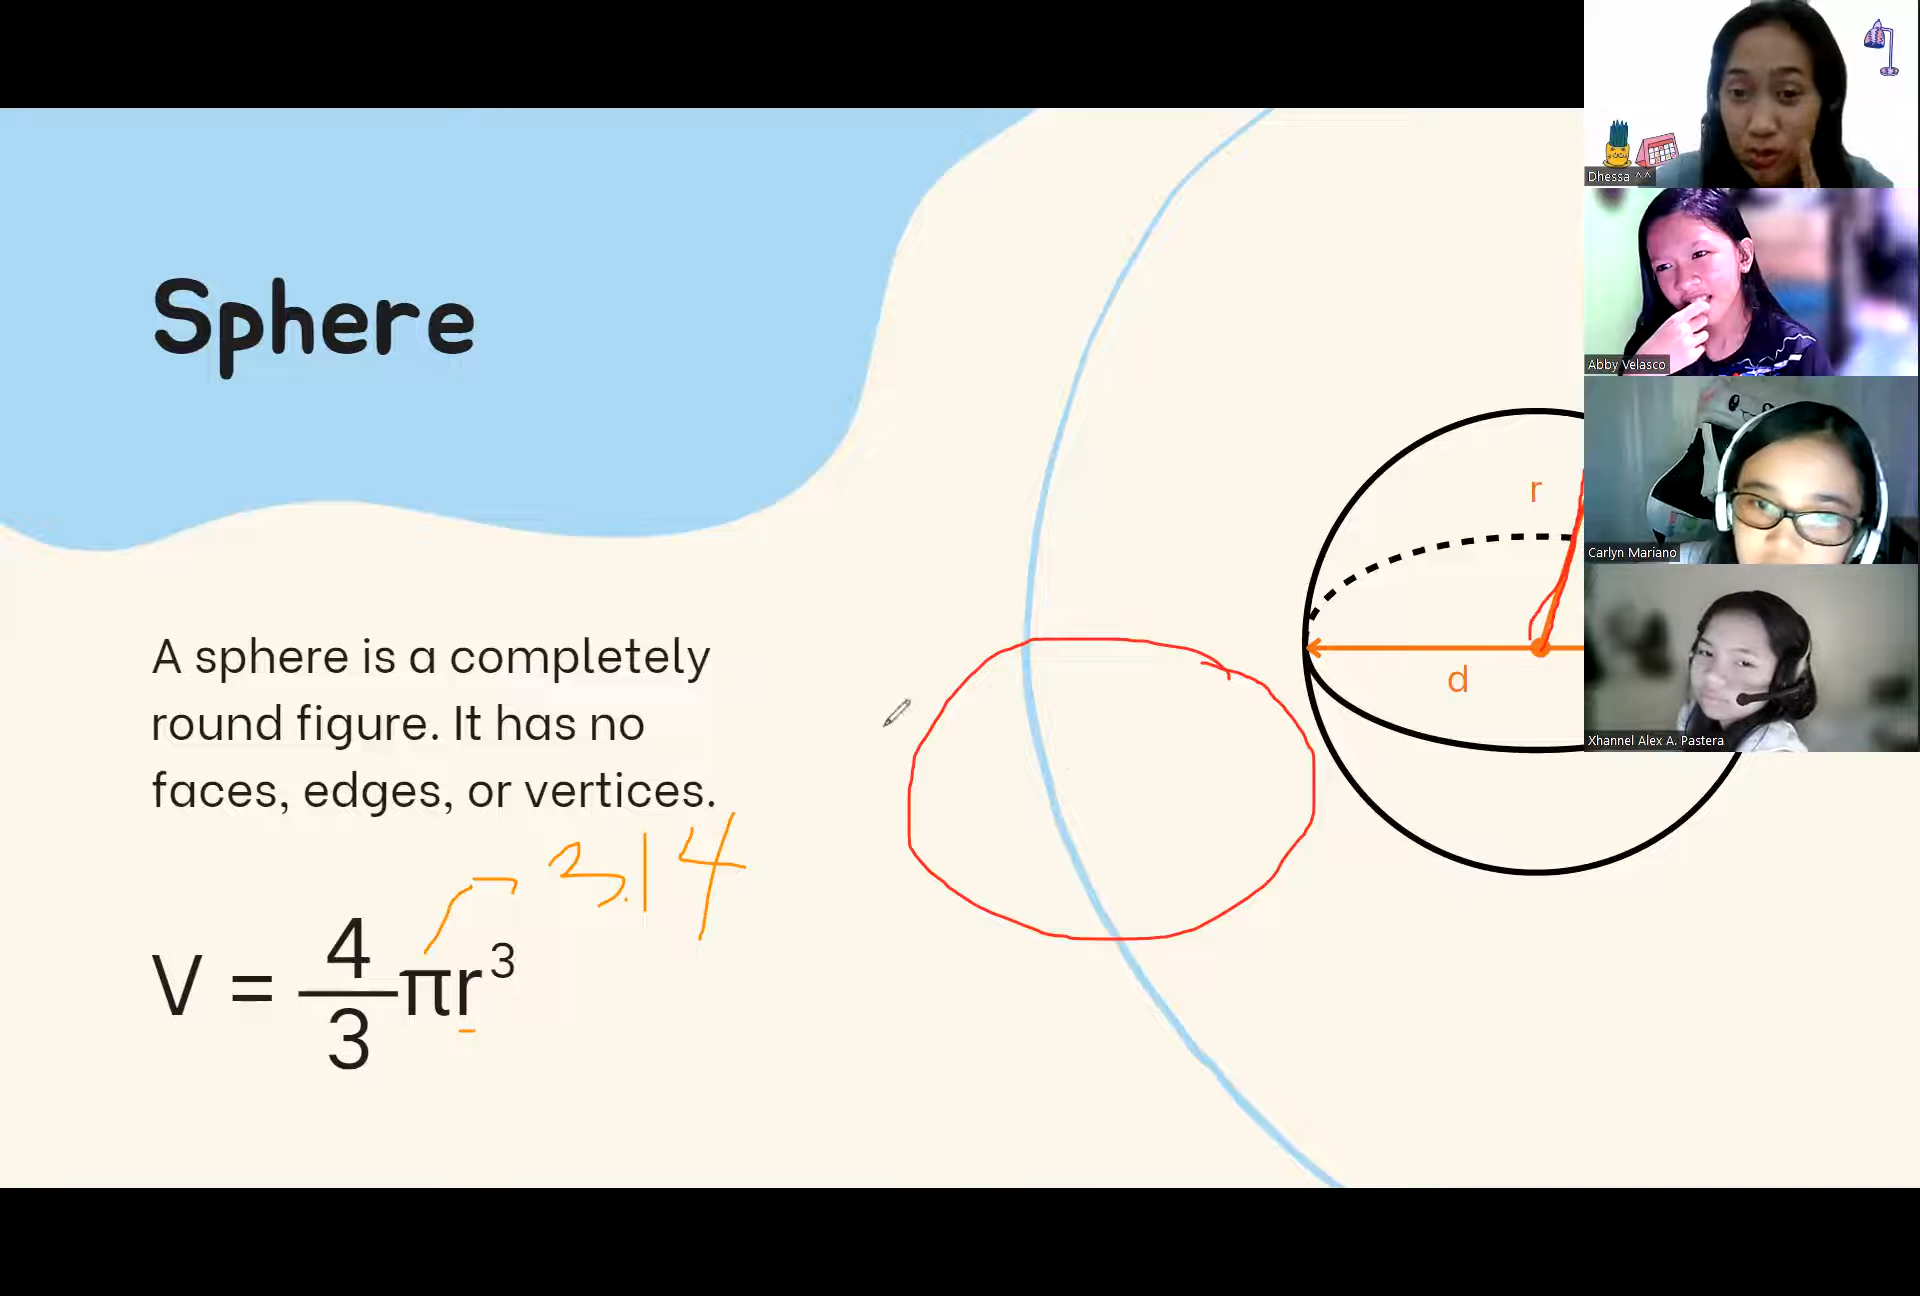 Sphere
A sphere is a completely
round figure. It has no
faces, edges, or vertices.
3.14
V = 4/3 πr³
r
d
Dhessa ^^
Abby Velasco
Carlyn Mariano
Xhannel Alex A. Pastera